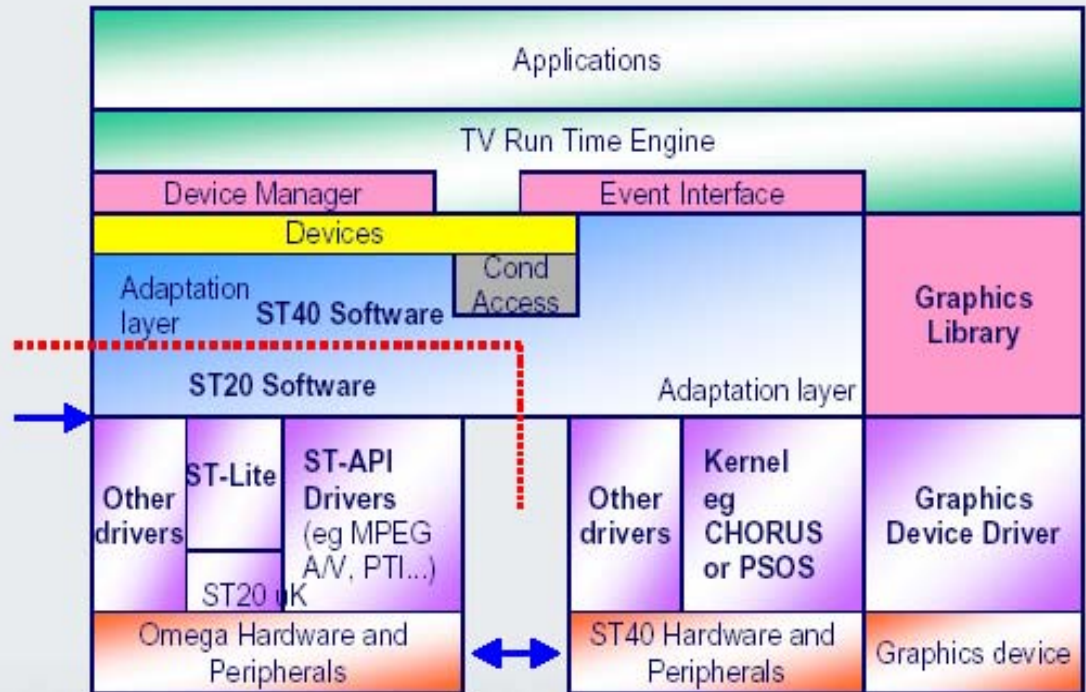 Applications
TV Run Time Engine
Device Manager
Event Interface
Devices
Cond
Access
Adaptation
layer
ST40 Software
Graphics
Library
ST20 Software
Adaptation layer
Other
drivers
ST-Lite
ST20 uK
ST-API
Drivers
(eg MPEG
A/V, PTI...)
Other
drivers
Kernel
eg
CHORUS
or PSOS
Graphics
Device Driver
Omega Hardware and
Peripherals
ST40 Hardware and
Peripherals
Graphics device